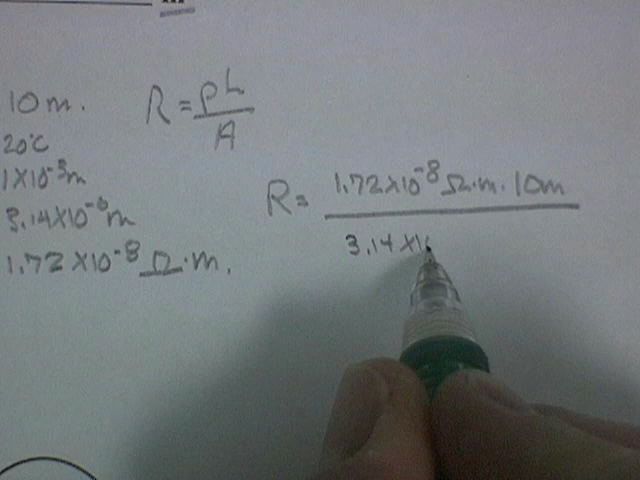 10m.
R = ρL
A
20°C
1×10⁻³m
3.14×10⁻⁶m
1.72×10⁻⁸ Ω·m.
R = 1.72×10⁻⁸ Ω·m·10m
3.14×1